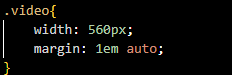 .video{
    width: 560px;
    margin: 1em auto;
}